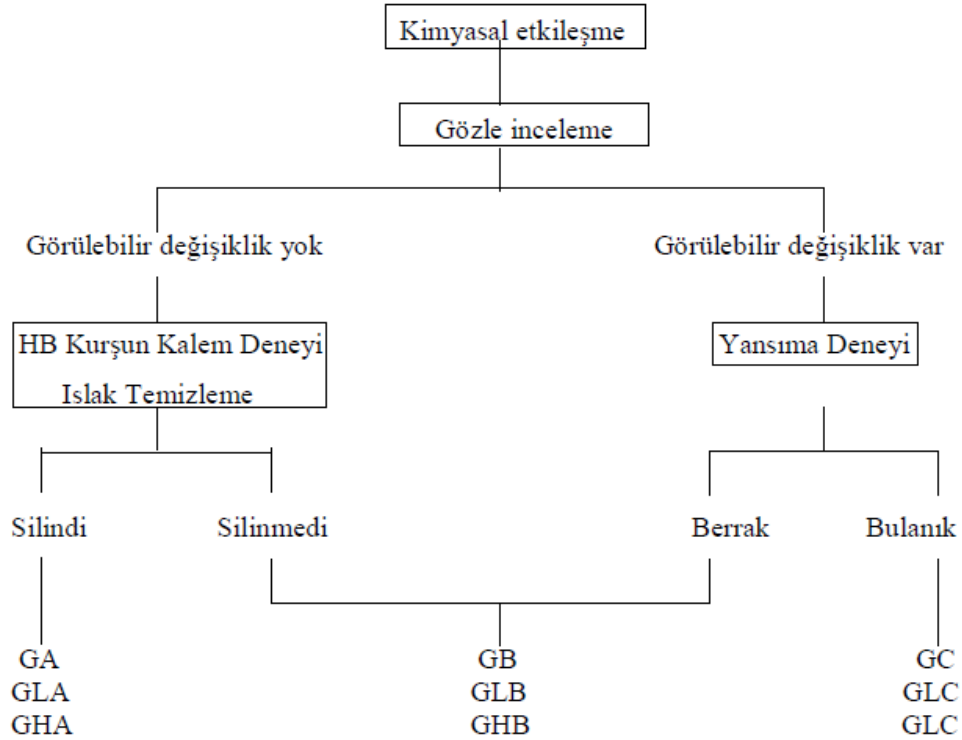 Kimyasal etkileşme
Gözle inceleme
Görülebilir değişiklik yok
Görülebilir değişiklik var
HB Kurşun Kalem Deneyi
Islak Temizleme
Yansıma Deneyi
Silindi
Silinmedi
Berrak
Bulanık
GA
GLA
GHA
GB
GLB
GHB
GC
GLC
GLC